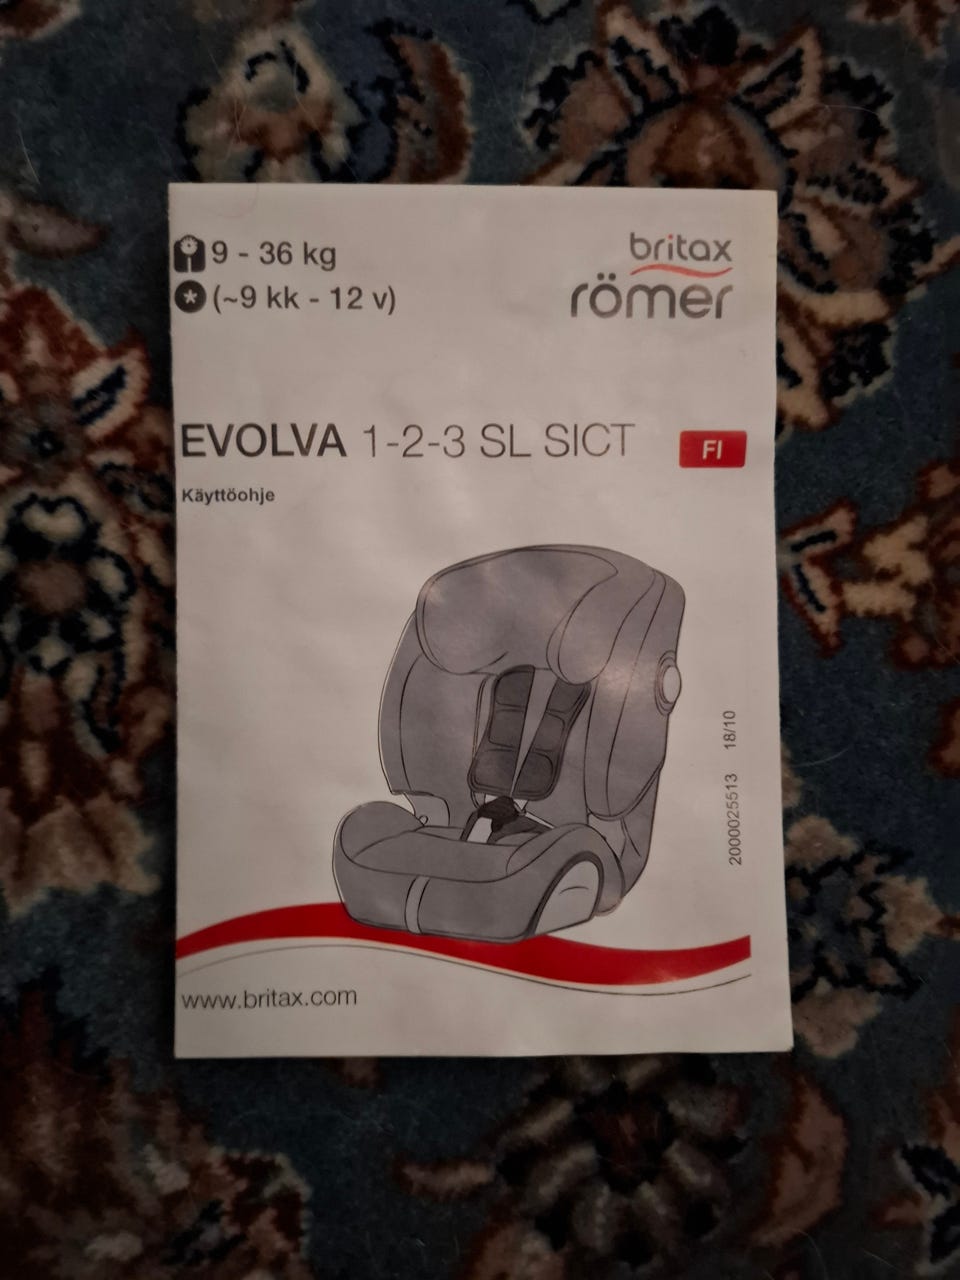 9 - 36 kg
(~9 kk - 12 v)
britax
römer
EVOLVA 1-2-3 SL SICT
FI
Käyttöohje
2000025513 18/10
www.britax.com